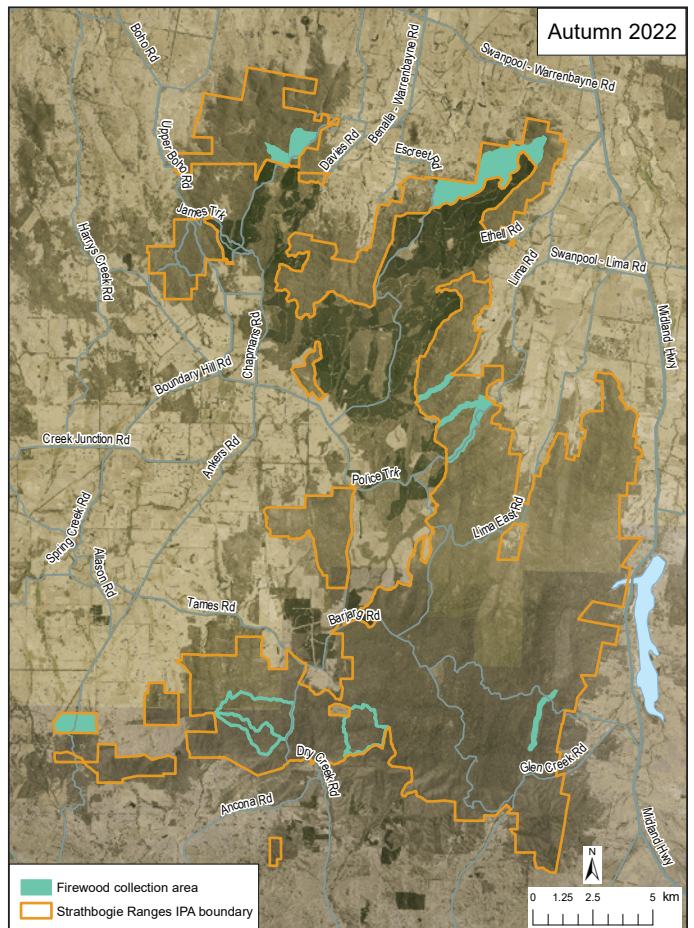 Autumn 2022
Boho Rd
Swanpool - Warrenbayne Rd
Benalla - Warrenbayne Rd
Upper Boho Rd
Davies Rd
Escreet Rd
James Trk
Ethell Rd
Harrys Creek Rd
Lima Rd
Swanpool - Lima Rd
Midland Hwy
Chapmans Rd
Boundary Hill Rd
Creek Junction Rd
Ankers Rd
Police Trk
Spring Creek Rd
Lima East Rd
Allason Rd
Tames Rd
Barjarg Rd
Dry Creek Rd
Glen Creek Rd
Ancona Rd
Midland Hwy
N
Firewood collection area
Strathbogie Ranges IPA boundary
0 1.25 2.5 5 km